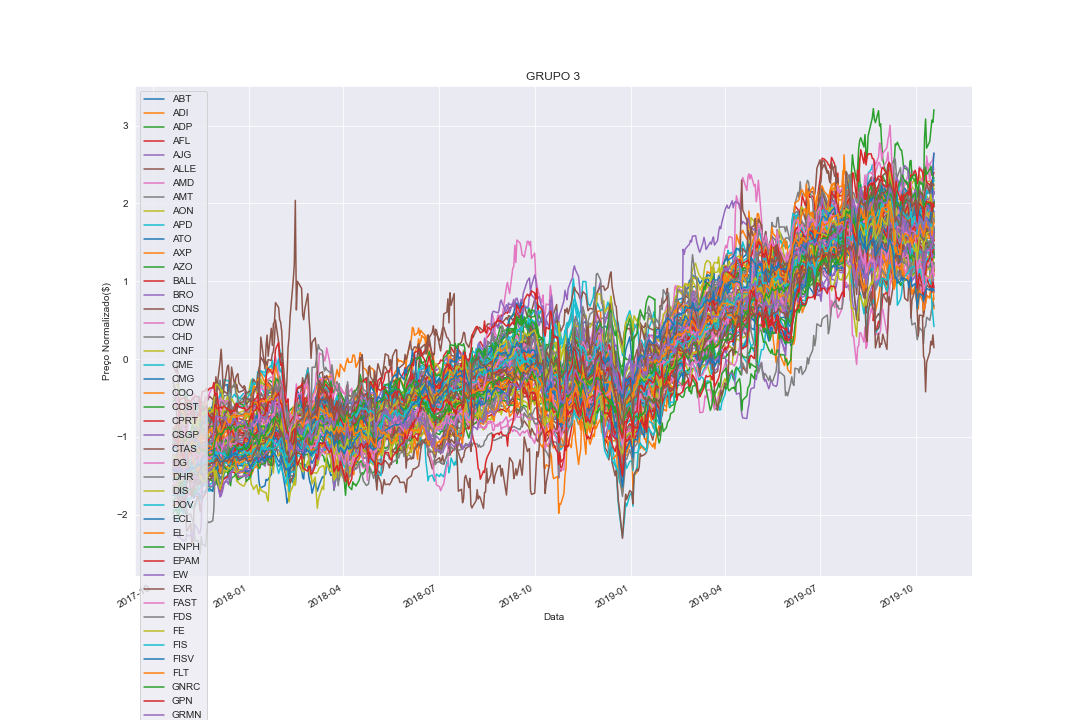 GRUPO 3
Preço Normalizado($)
3
2
1
0
−1
−2
ABT
ADI
ADP
AFL
AJG
ALLE
AMD
AMT
AON
APD
ATO
AXP
AZO
BALL
BRO
CDNS
CDW
CHD
CINF
CME
CMG
COO
COST
CPRT
CSGP
CTAS
DG
DHR
DIS
DOV
ECL
EL
ENPH
EPAM
EW
EXR
FAST
FDS
FE
FIS
FISV
FLT
GNRC
GPN
GRMN
2017-10 2018-01 2018-04 2018-07 2018-10 2019-01 2019-04 2019-07 2019-10
Data